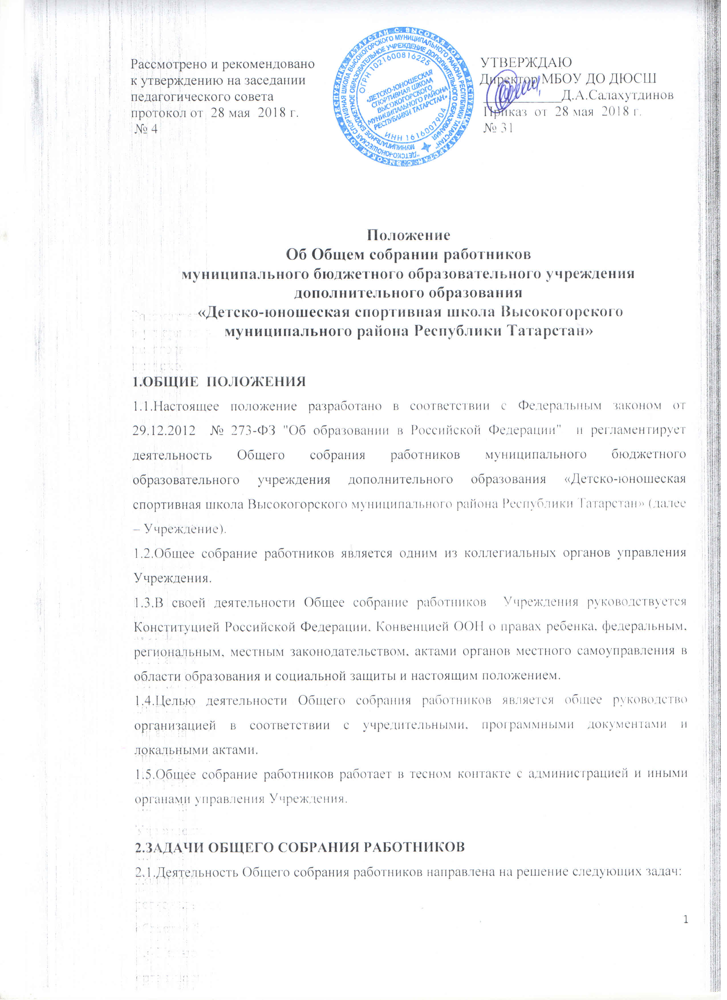 Рассмотрено и рекомендовано
к утверждению на заседании
педагогического совета
протокол от 28 мая 2018 г.
№ 4
РЕСПУБЛИКА ТАТАРСТАН С. ВЫСОКАЯ ГОРА
"ДЕТСКО-ЮНОШЕСКАЯ СПОРТИВНАЯ ШКОЛА ВЫСОКОГОРСКОГО МУНИЦИПАЛЬНОГО РАЙОНА РЕСПУБЛИКИ ТАТАРСТАН"
МУНИЦИПАЛЬНОЕ БЮДЖЕТНОЕ ОБРАЗОВАТЕЛЬНОЕ УЧРЕЖДЕНИЕ ДОПОЛНИТЕЛЬНОГО ОБРАЗОВАНИЯ
ОГРН 1021600816225
«ДЕТСКО-ЮНОШЕСКАЯ
СПОРТИВНАЯ ШКОЛА
ВЫСОКОГОРСКОГО
МУНИЦИПАЛЬНОГО РАЙОНА
РЕСПУБЛИКИ ТАТАРСТАН»
ИНН 1616007904
УТВЕРЖДАЮ
Директор МБОУ ДО ДЮСШ
____________Д.А.Салахутдинов
Приказ от 28 мая 2018 г.
№ 31
Положение
Об Общем собрании работников
муниципального бюджетного образовательного учреждения
дополнительного образования
«Детско-юношеская спортивная школа Высокогорского
муниципального района Республики Татарстан»
1.ОБЩИЕ ПОЛОЖЕНИЯ
1.1.Настоящее положение разработано в соответствии с Федеральным законом от
29.12.2012 № 273-ФЗ "Об образовании в Российской Федерации" и регламентирует
деятельность Общего собрания работников муниципального бюджетного
образовательного учреждения дополнительного образования «Детско-юношеская
спортивная школа Высокогорского муниципального района Республики Татарстан» (далее
– Учреждение).
1.2.Общее собрание работников является одним из коллегиальных органов управления
Учреждения.
1.3.В своей деятельности Общее собрание работников Учреждения руководствуется
Конституцией Российской Федерации, Конвенцией ООН о правах ребенка, федеральным,
региональным, местным законодательством, актами органов местного самоуправления в
области образования и социальной защиты и настоящим положением.
1.4.Целью деятельности Общего собрания работников является общее руководство
организацией в соответствии с учредительными, программными документами и
локальными актами.
1.5.Общее собрание работников работает в тесном контакте с администрацией и иными
органами управления Учреждения.
2.ЗАДАЧИ ОБЩЕГО СОБРАНИЯ РАБОТНИКОВ
2.1.Деятельность Общего собрания работников направлена на решение следующих задач:
1